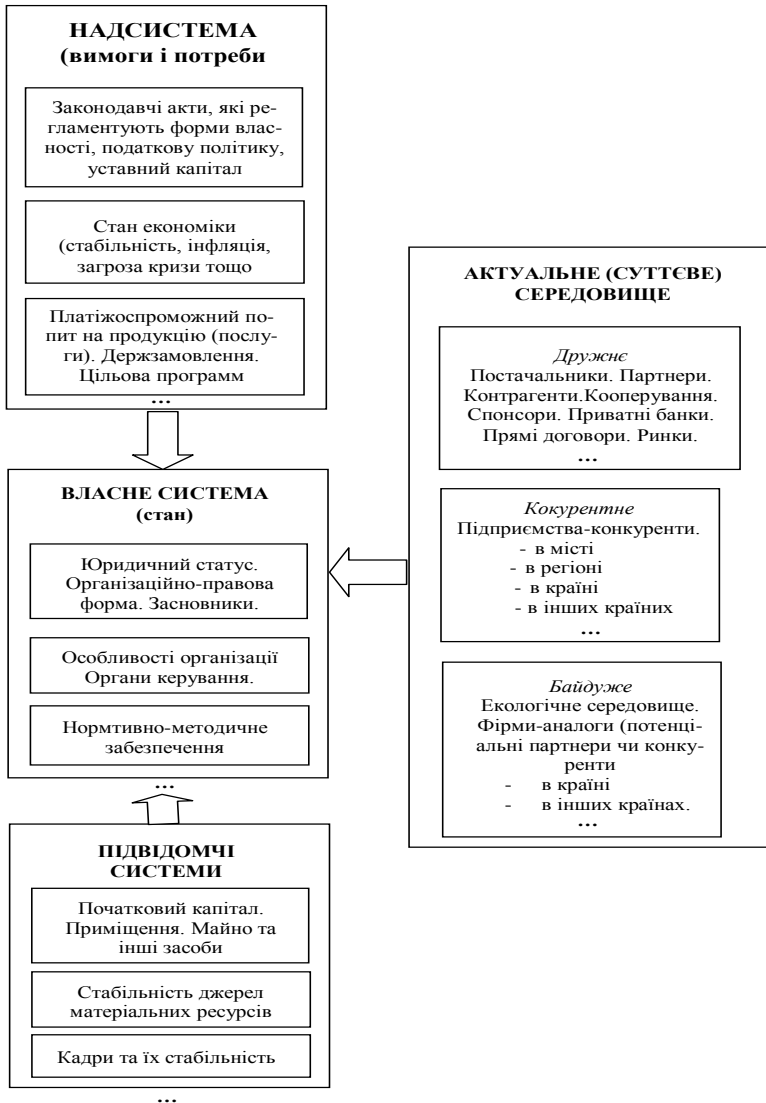 НАДСИСТЕМА
(вимоги і потреби
Законодавчі акти, які ре-
гламентують форми влас-
ності, податкову політику,
уставний капітал
Стан економіки
(стабільність, інфляція,
загроза кризи тощо
Платіжоспроможний по-
пит на продукцію (послу-
ги). Держзамовлення.
Цільова программ
...
ВЛАСНЕ СИСТЕМА
(стан)
Юридичний статус.
Організаційно-правова
форма. Засновники.
Особливості організації
Органи керування.
Нормтивно-методичне
забезпечення
...
ПІДВІДОМЧІ
СИСТЕМИ
Початковий капітал.
Приміщення. Майно та
інші засоби
Стабільність джерел
матеріальних ресурсів
Кадри та їх стабільність
...
АКТУАЛЬНЕ (СУТТЄВЕ)
СЕРЕДОВИЩЕ
Дружнє
Постачальники. Партнери.
Контрагенти.Кооперування.
Спонсори. Приватні банки.
Прямі договори. Ринки.
...
Кокурентне
Підприємства-конкуренти.
- в місті
- в регіоні
- в країні
- в інших країних
...
Байдуже
Екологічне середовище.
Фірми-аналоги (потенці-
альні партнери чи конку-
ренти
- в країні
- в інших країнах.
...